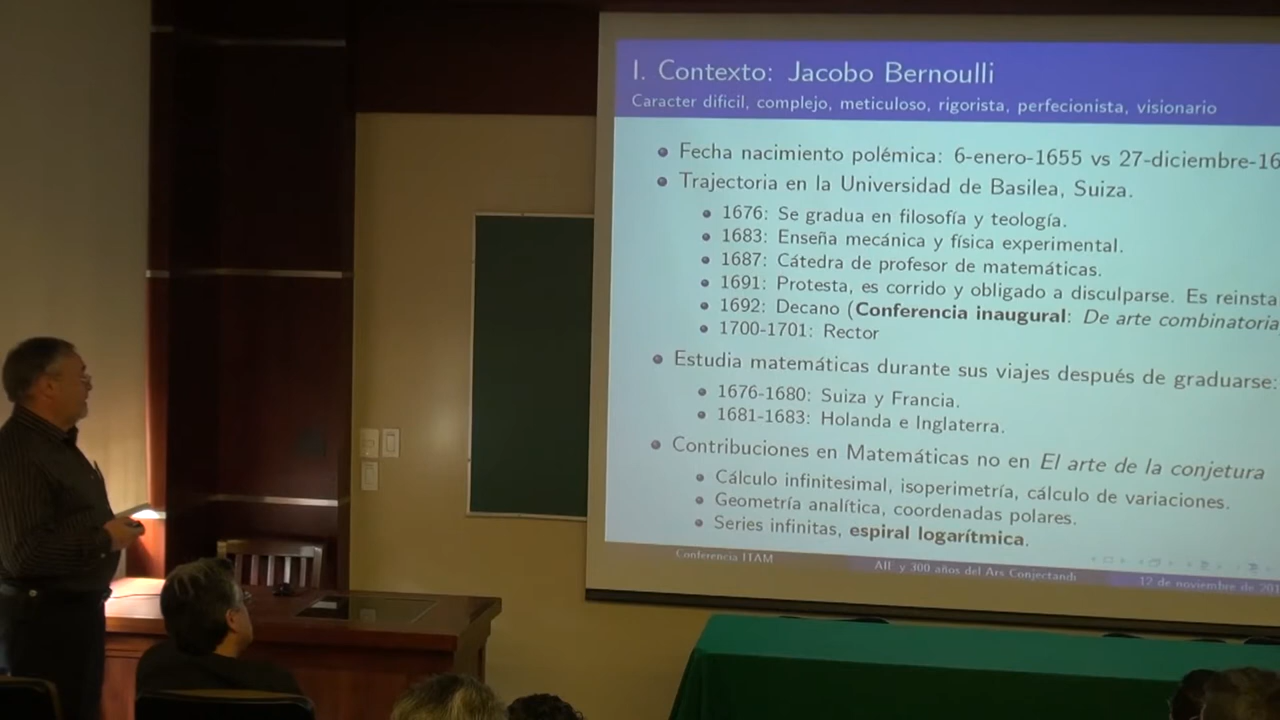 I. Contexto: Jacobo Bernoulli
Caracter dificil, complejo, meticuloso, rigorista, perfecionista, visionario
Fecha nacimiento polémica: 6-enero-1655 vs 27-diciembre-16
Trajectoria en la Universidad de Basilea, Suiza.
1676: Se gradua en filosofía y teología.
1683: Enseña mecánica y física experimental.
1687: Cátedra de profesor de matemáticas.
1691: Protesta, es corrido y obligado a disculparse. Es reinsta
1692: Decano (Conferencia inaugural: De arte combinatoria
1700-1701: Rector
Estudia matemáticas durante sus viajes después de graduarse:
1676-1680: Suiza y Francia.
1681-1683: Holanda e Inglaterra.
Contribuciones en Matemáticas no en El arte de la conjetura
Cálculo infinitesimal, isoperimetría, cálculo de variaciones.
Geometría analítica, coordenadas polares.
Series infinitas, espiral logarítmica.
Conferencia ITAM
AIE y 300 años del Ars Conjectandi
12 de noviembre de 201